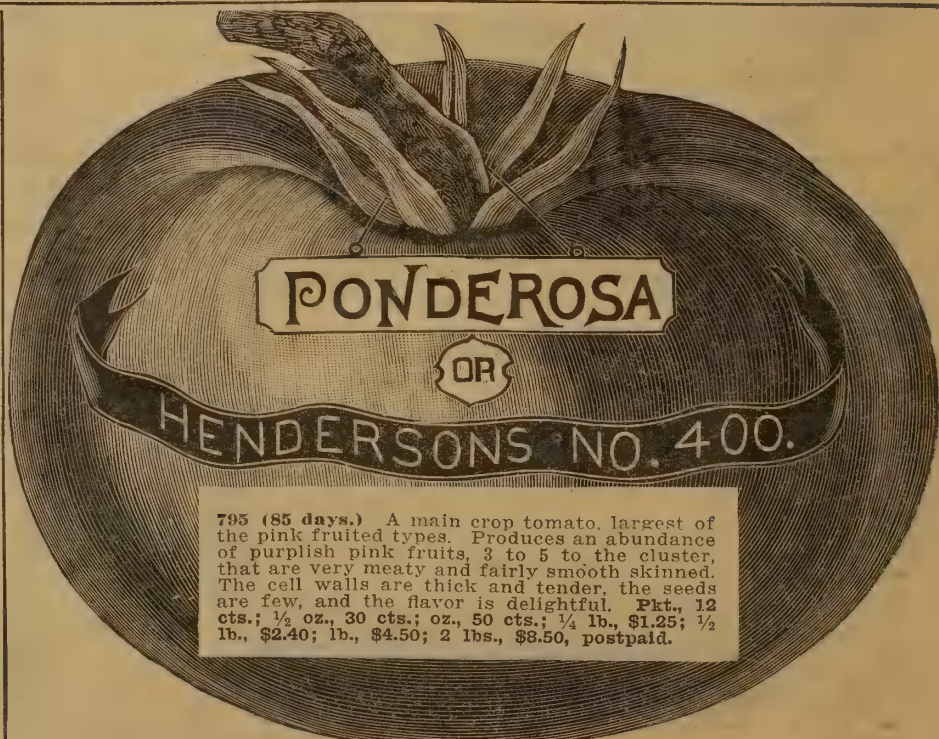 PONDEROSA
OR
HENDERSONS NO. 400.
795 (85 days.) A main crop tomato, largest of
the pink fruited types. Produces an abundance
of purplish pink fruits, 3 to 5 to the cluster,
that are very meaty and fairly smooth skinned.
The cell walls are thick and tender, the seeds
are few, and the flavor is delightful. Pkt., 12
cts.; ½ oz., 30 cts.; oz., 50 cts.; ¼ lb., $1.25; ½
lb., $2.40; lb., $4.50; 2 lbs., $8.50, postpaid.